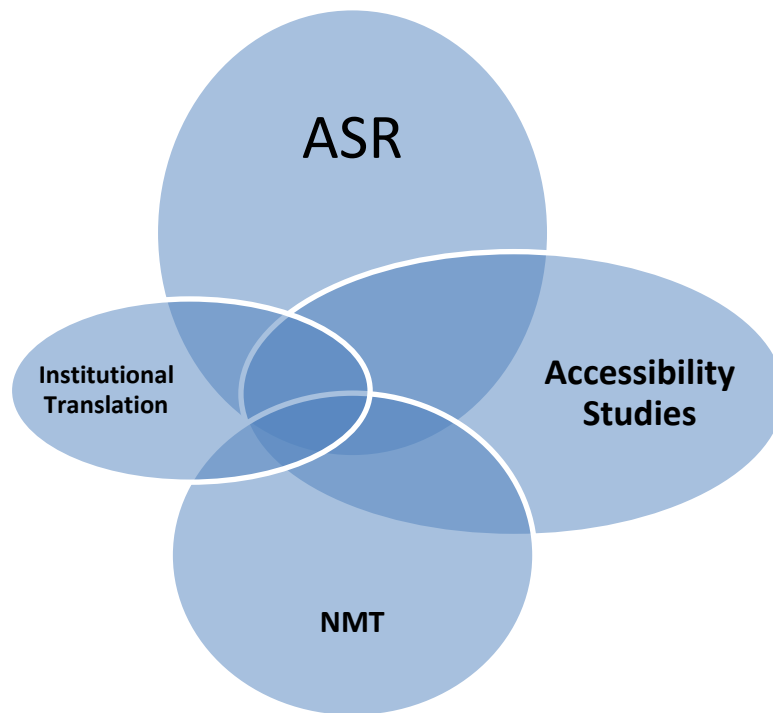 ASR
Institutional
Translation
Accessibility
Studies
NMT